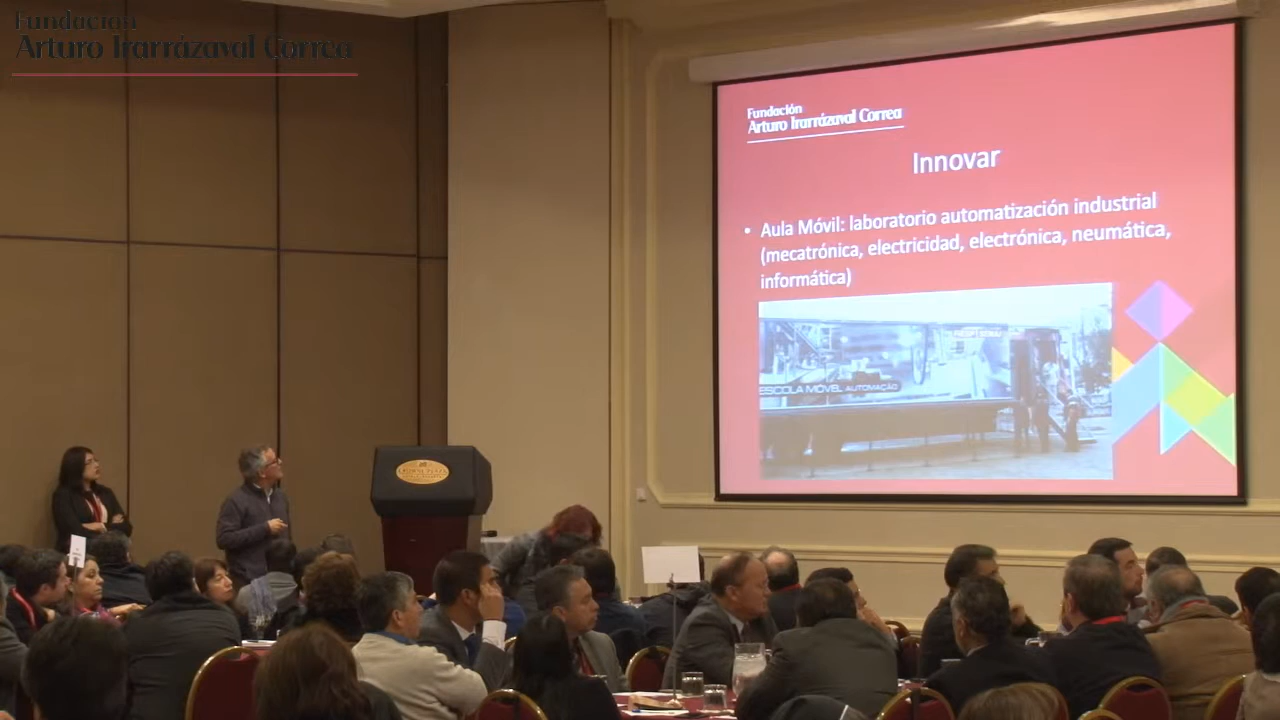 Fundación
Arturo Irarrázaval Correa
Fundación
Arturo Irarrázaval Correa
Innovar
• Aula Móvil: laboratorio automatización industrial
(mecatrónica, electricidad, electrónica, neumática,
informática)
ESCOLA MÓVEL AUTOMAÇÃO